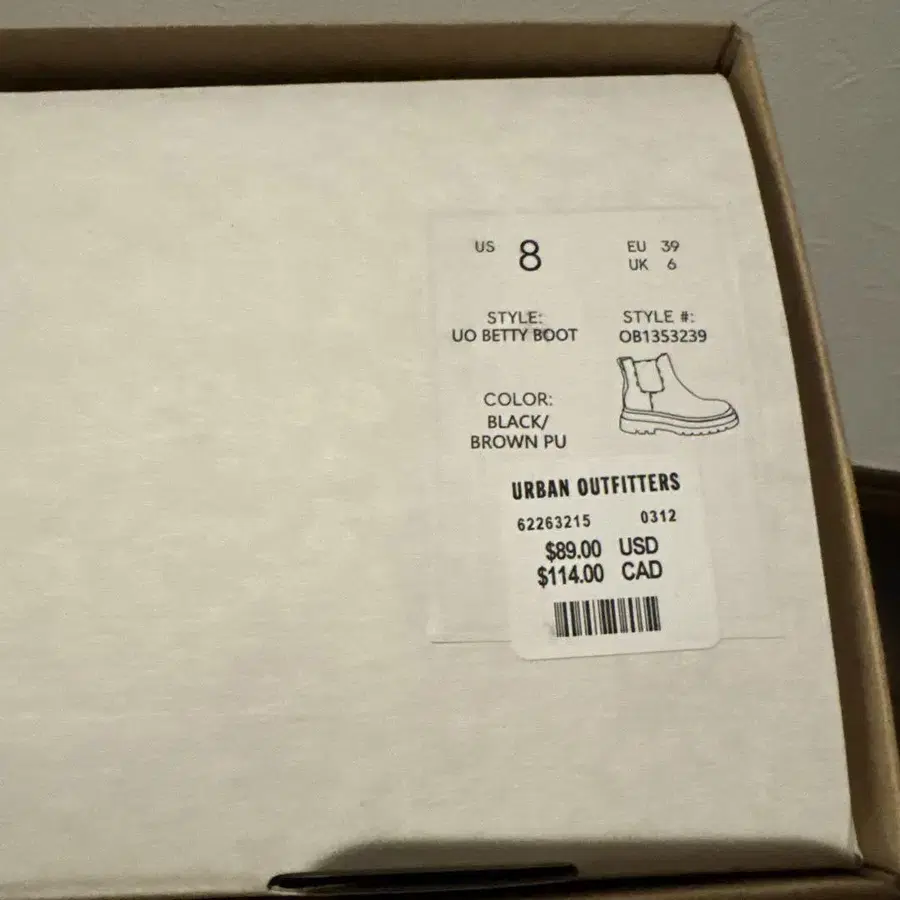 US 8
EU 39
UK 6
STYLE:
UO BETTY BOOT
STYLE #:
OB1353239
COLOR:
BLACK/
BROWN PU
URBAN OUTFITTERS
62263215 0312
$89.00 USD
$114.00 CAD